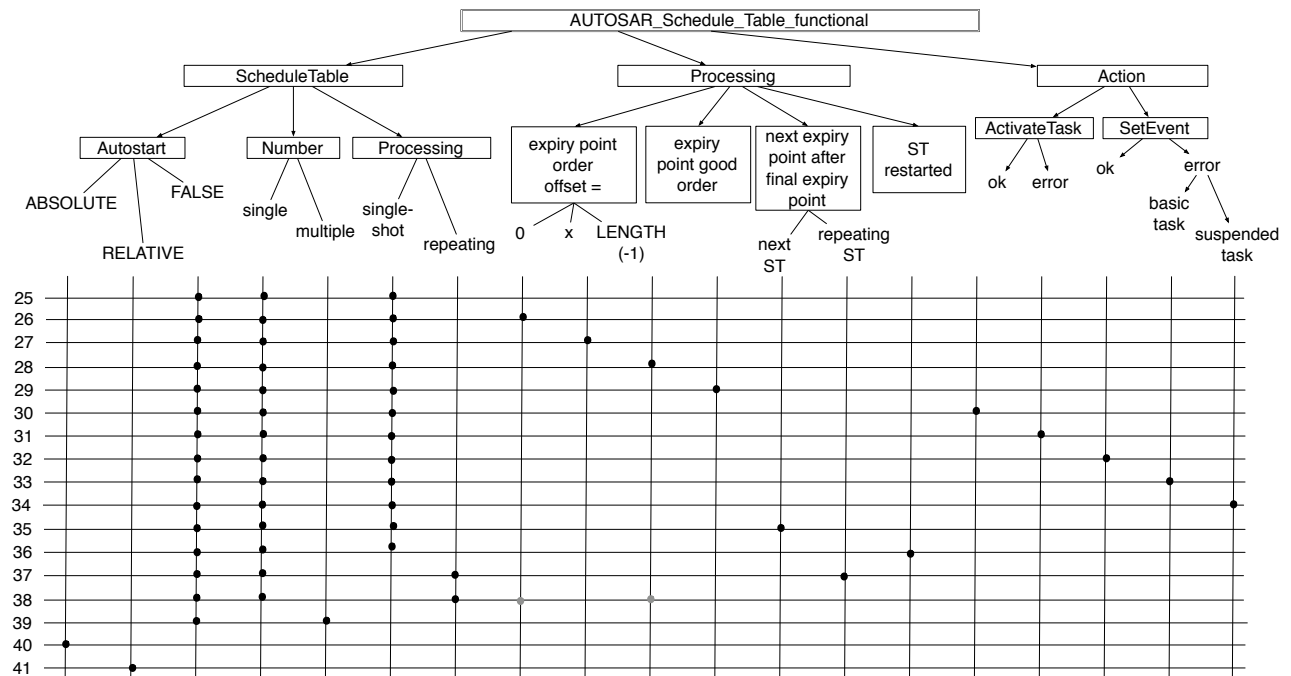 AUTOSAR_Schedule_Table_functional
ScheduleTable
Processing
Action
Autostart
Number
Processing
expiry point
order
offset =
expiry
point good
order
next expiry
point after
final expiry
point
ST
restarted
ActivateTask
SetEvent
ABSOLUTE
RELATIVE
FALSE
single
multiple
single-
shot
repeating
0
x
LENGTH
(-1)
next
ST
repeating
ST
ok
error
ok
error
basic
task
suspended
task
25
26
27
28
29
30
31
32
33
34
35
36
37
38
39
40
41